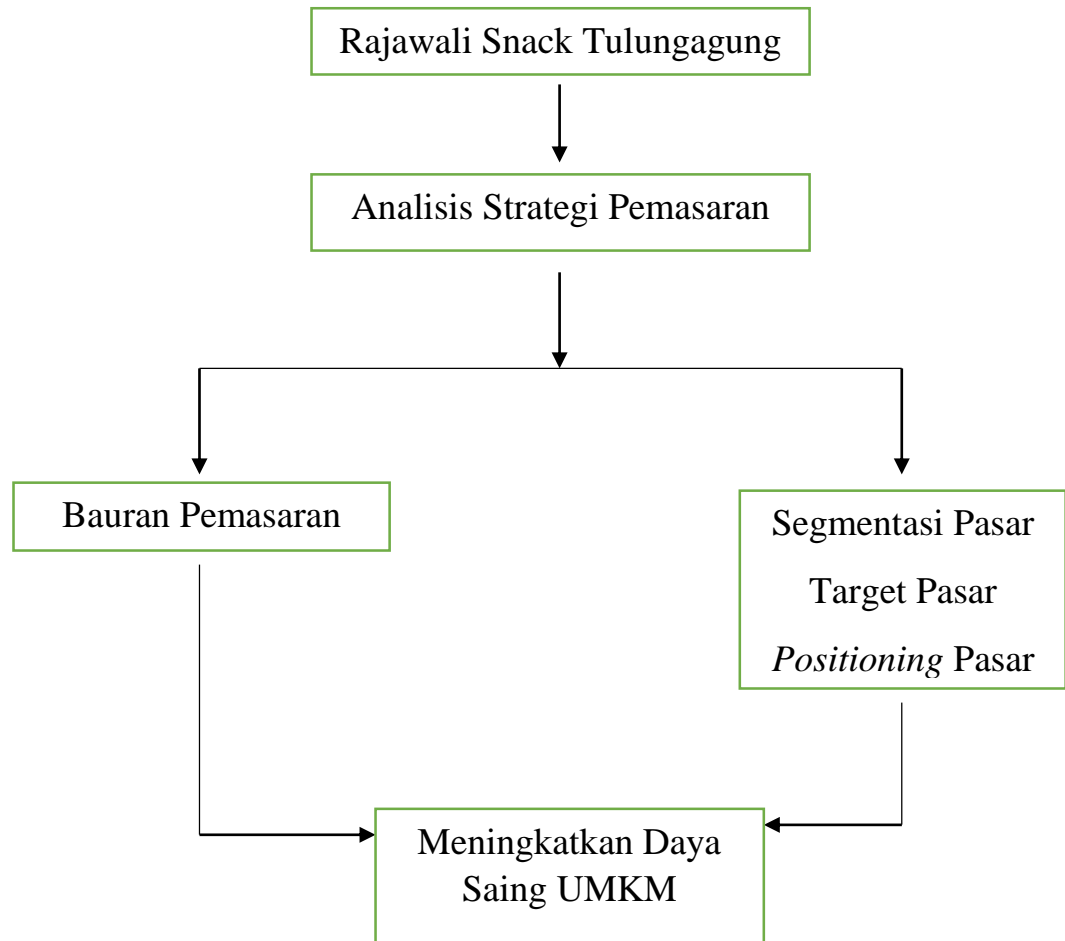 Rajawali Snack Tulungagung
Analisis Strategi Pemasaran
Bauran Pemasaran
Segmentasi Pasar
Target Pasar
Positioning Pasar
Meningkatkan Daya
Saing UMKM